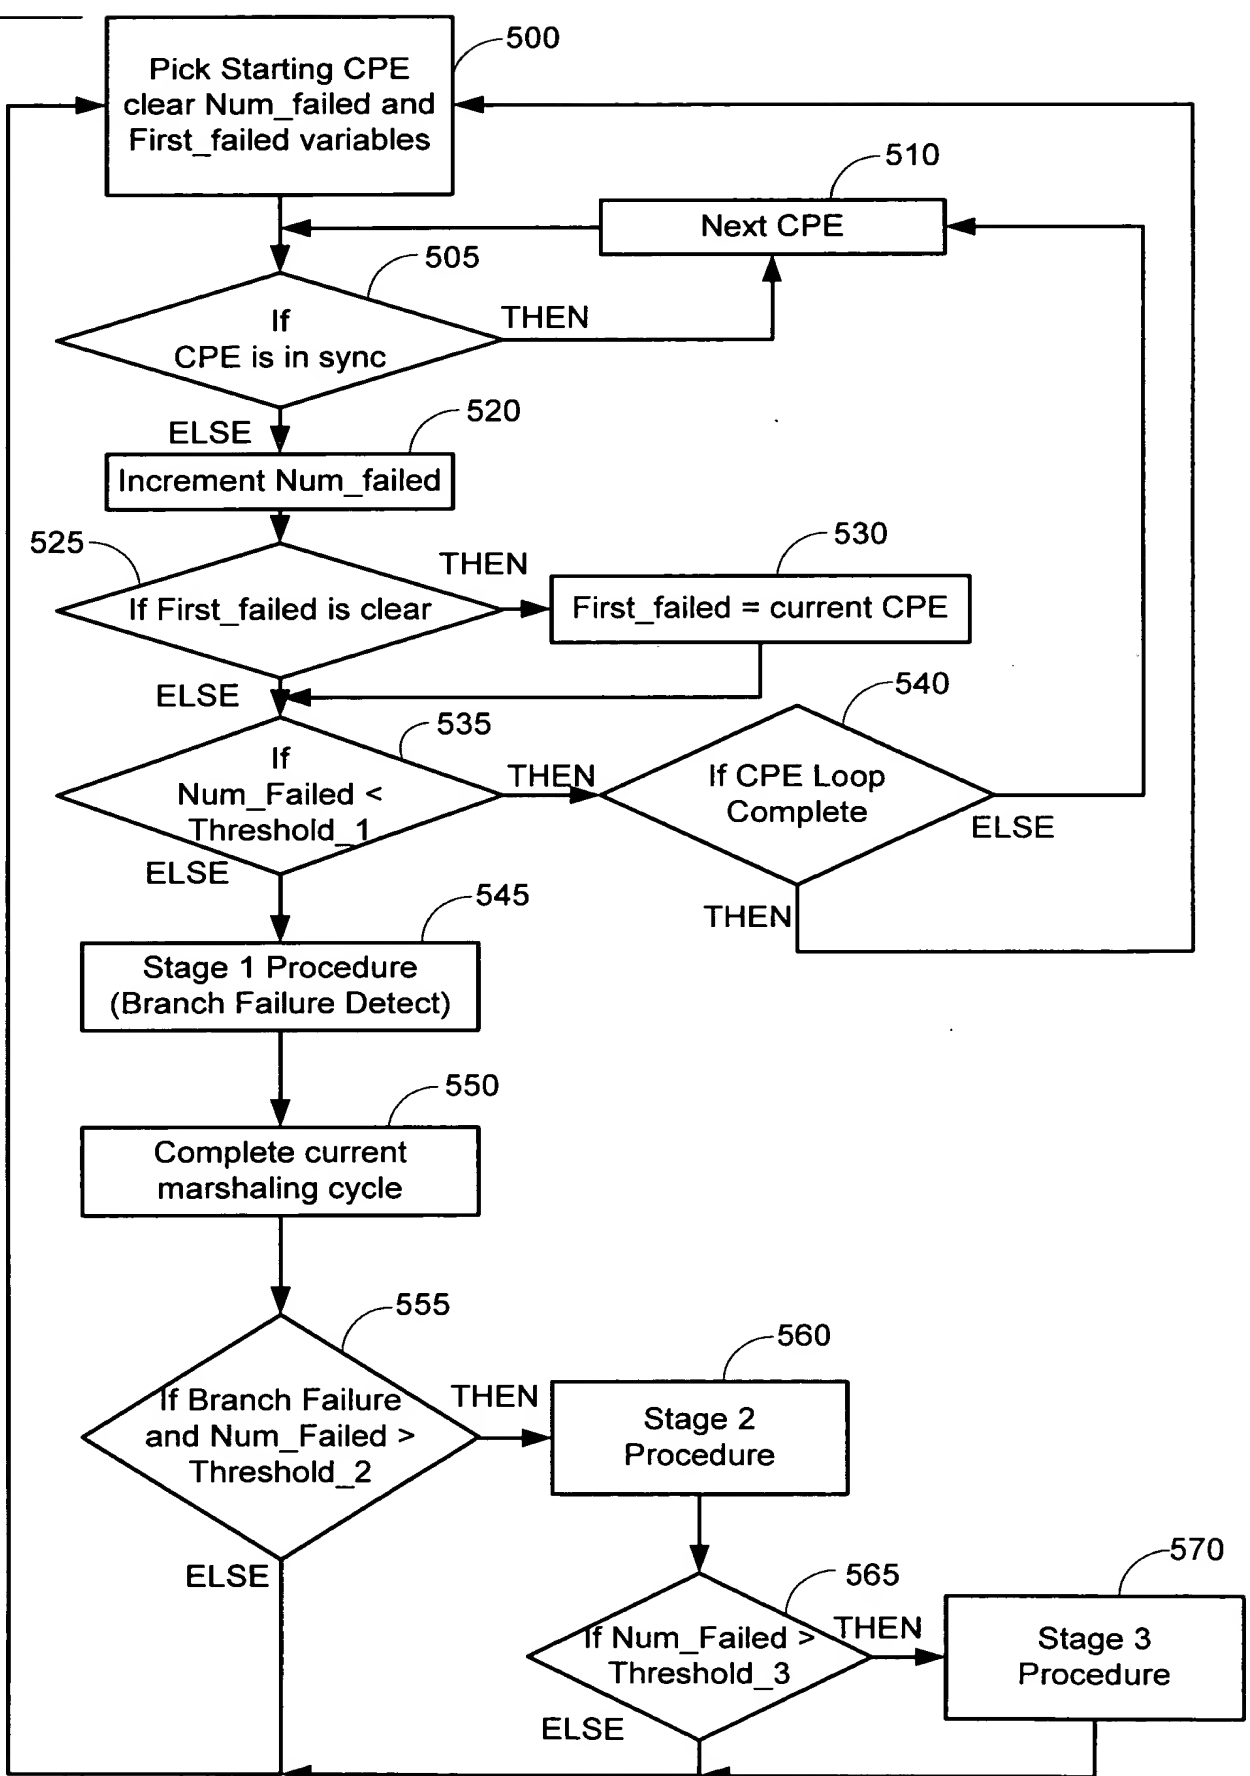 500
Pick Starting CPE
clear Num_failed and
First_failed variables
510
Next CPE
505
If
CPE is in sync
THEN
ELSE
520
Increment Num_failed
525
If First_failed is clear
THEN
530
First_failed = current CPE
ELSE
535
If
Num_Failed <
Threshold_1
THEN
540
If CPE Loop
Complete
ELSE
THEN
ELSE
545
Stage 1 Procedure
(Branch Failure Detect)
550
Complete current
marshaling cycle
555
If Branch Failure
and Num_Failed >
Threshold_2
THEN
560
Stage 2
Procedure
ELSE
565
If Num_Failed >
Threshold_3
THEN
570
Stage 3
Procedure
ELSE